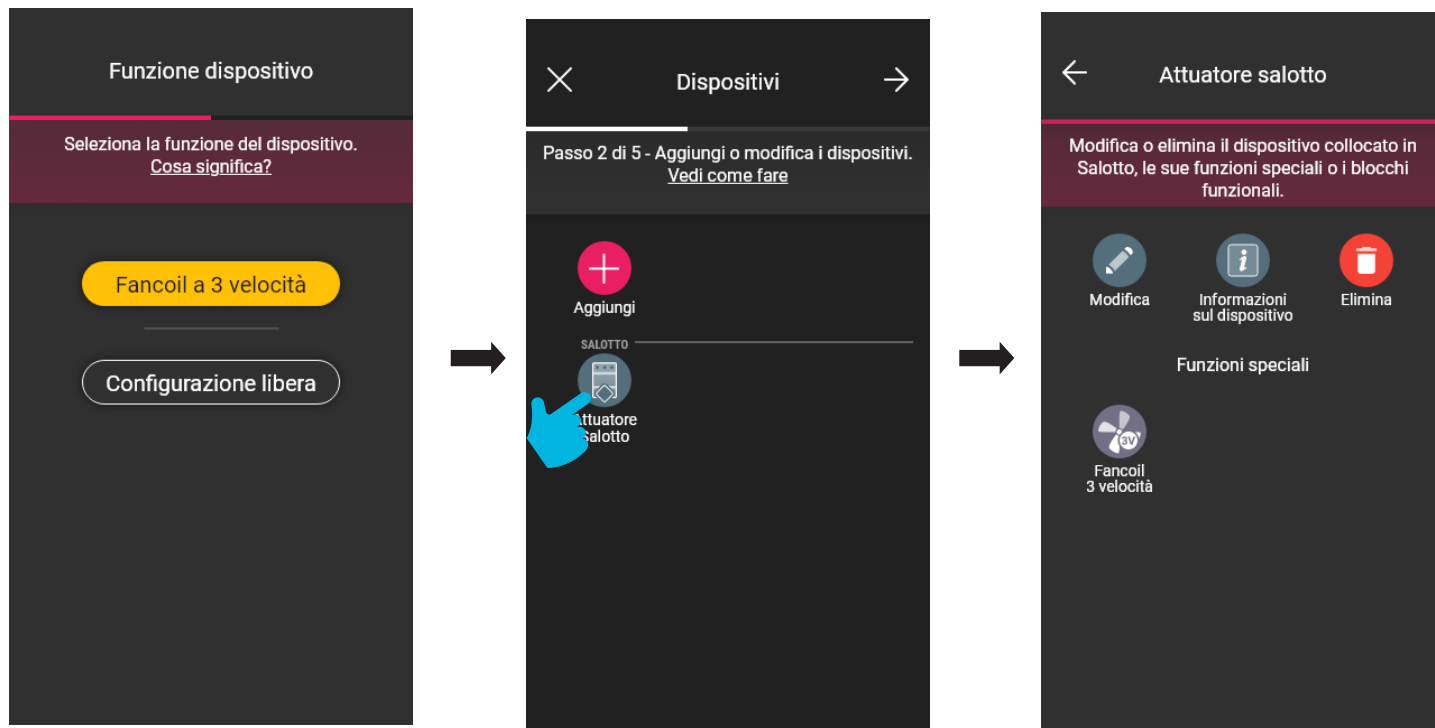 Funzione dispositivo
Seleziona la funzione del dispositivo.
Cosa significa?
Fancoil a 3 velocità
Configurazione libera
Dispositivi
Passo 2 di 5 - Aggiungi o modifica i dispositivi.
Vedi come fare
Aggiungi
SALOTTO
Attuatore
Salotto
Attuatore salotto
Modifica o elimina il dispositivo collocato in
Salotto, le sue funzioni speciali o i blocchi
funzionali.
Modifica
Informazioni
sul dispositivo
Elimina
Funzioni speciali
3V
Fancoil
3 velocità